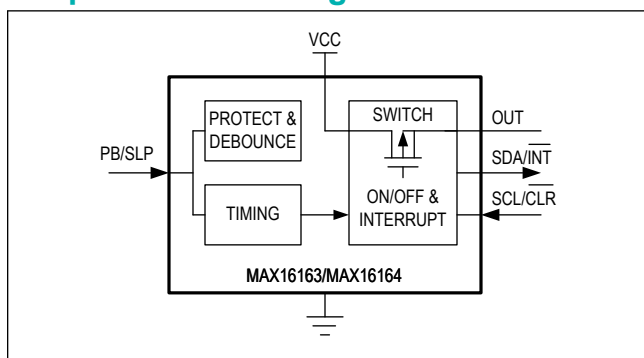 VCC
PROTECT &
DEBOUNCE
SWITCH
OUT
PB/SLP
SDA/INT
TIMING
ON/OFF &
INTERRUPT
SCL/CLR
MAX16163/MAX16164